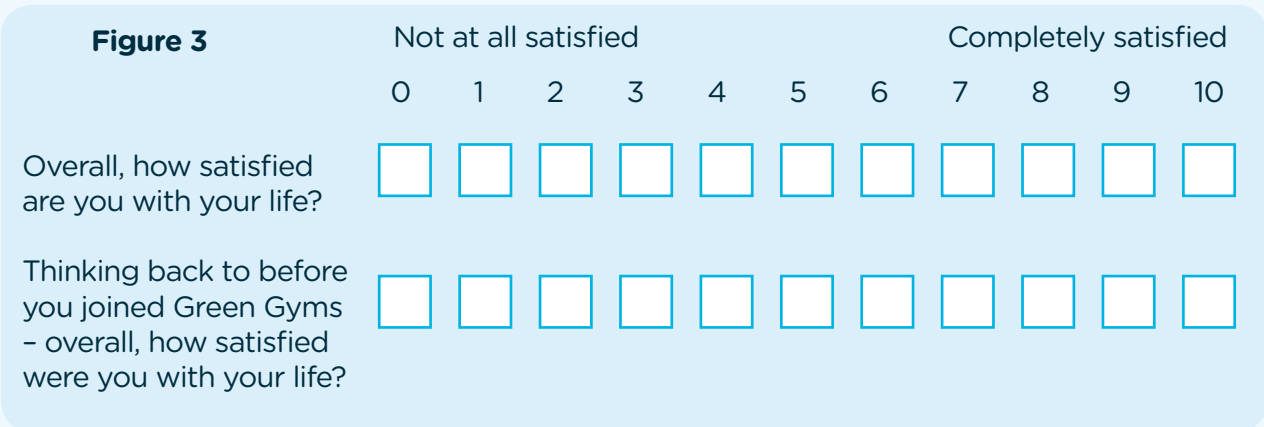 Figure 3
Not at all satisfied Completely satisfied
0 1 2 3 4 5 6 7 8 9 10
Overall, how satisfied
are you with your life?
Thinking back to before
you joined Green Gyms
– overall, how satisfied
were you with your life?